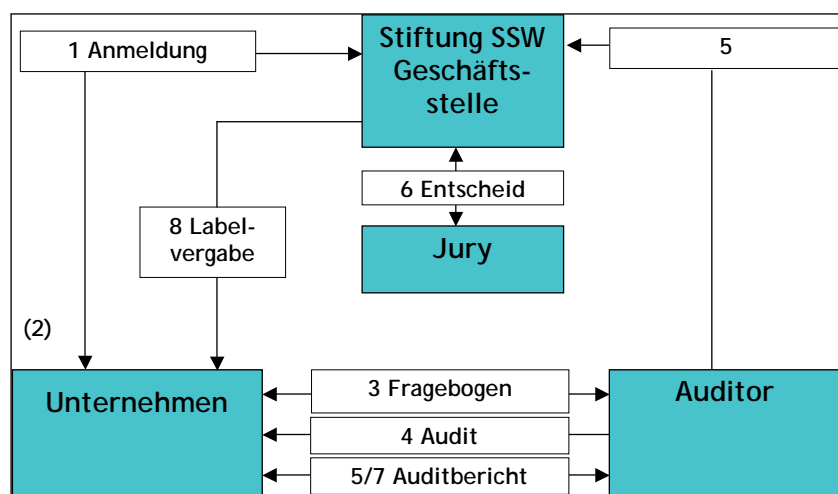 1 Anmeldung
Stiftung SSW
Geschäfts-
stelle
5
6 Entscheid
8 Label-
vergabe
Jury
(2)
Unternehmen
3 Fragebogen
Auditor
4 Audit
5/7 Auditbericht